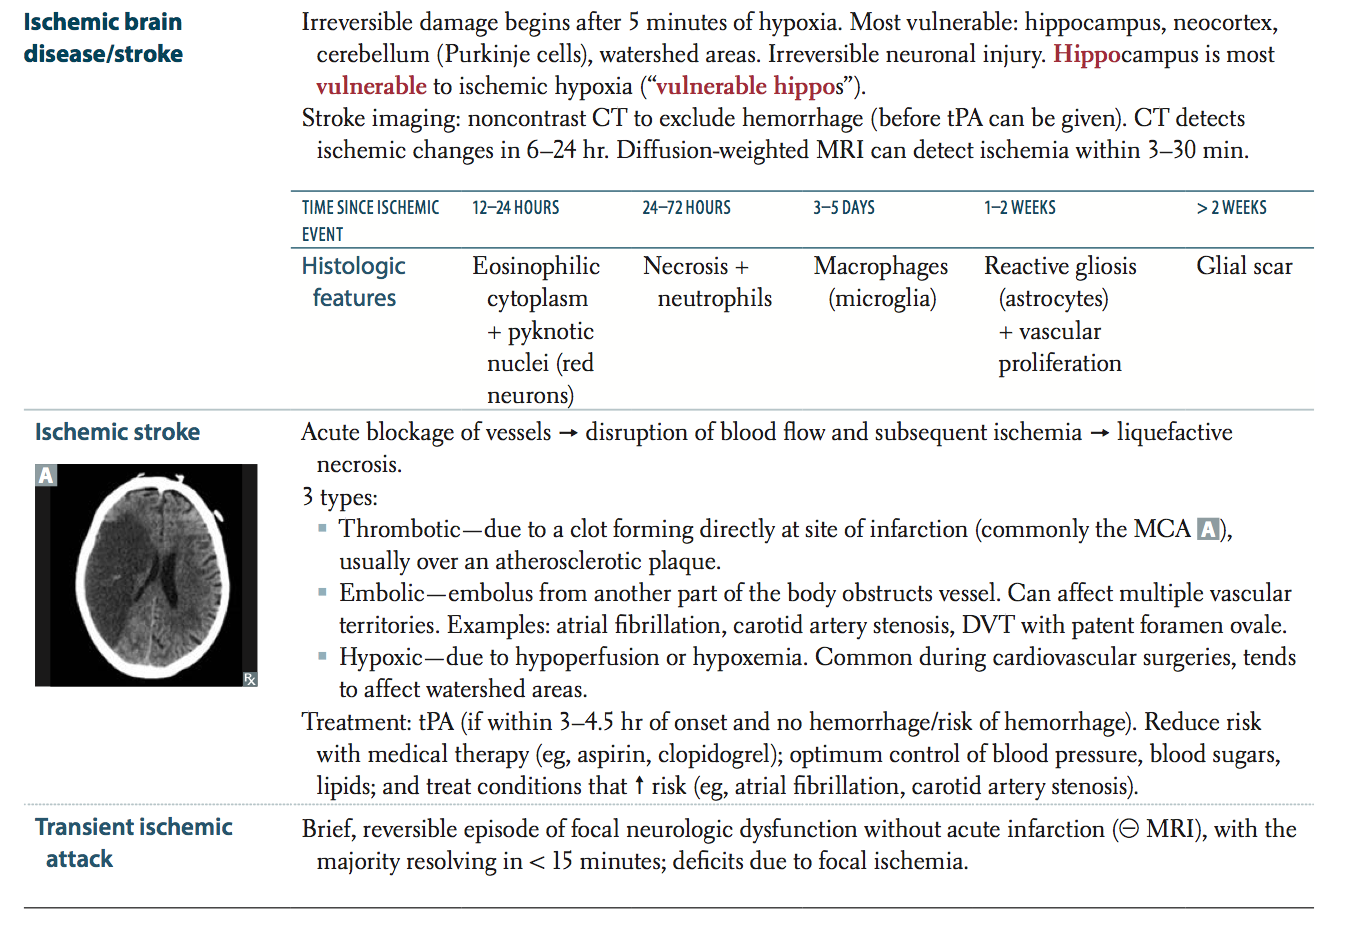 Ischemic brain
disease/stroke
Irreversible damage begins after 5 minutes of hypoxia. Most vulnerable: hippocampus, neocortex,
cerebellum (Purkinje cells), watershed areas. Irreversible neuronal injury. Hippocampus is most
vulnerable to ischemic hypoxia (“vulnerable hippos”).
Stroke imaging: noncontrast CT to exclude hemorrhage (before tPA can be given). CT detects
ischemic changes in 6–24 hr. Diffusion-weighted MRI can detect ischemia within 3–30 min.
TIME SINCE ISCHEMIC
EVENT
12–24 HOURS
24–72 HOURS
3–5 DAYS
1–2 WEEKS
> 2 WEEKS
Histologic
features
Eosinophilic
cytoplasm
+ pyknotic
nuclei (red
neurons)
Necrosis +
neutrophils
Macrophages
(microglia)
Reactive gliosis
(astrocytes)
+ vascular
proliferation
Glial scar
Ischemic stroke
A
Rx
Acute blockage of vessels → disruption of blood flow and subsequent ischemia → liquefactive
necrosis.
3 types:
▪ Thrombotic—due to a clot forming directly at site of infarction (commonly the MCA A),
usually over an atherosclerotic plaque.
▪ Embolic—embolus from another part of the body obstructs vessel. Can affect multiple vascular
territories. Examples: atrial fibrillation, carotid artery stenosis, DVT with patent foramen ovale.
▪ Hypoxic—due to hypoperfusion or hypoxemia. Common during cardiovascular surgeries, tends
to affect watershed areas.
Treatment: tPA (if within 3–4.5 hr of onset and no hemorrhage/risk of hemorrhage). Reduce risk
with medical therapy (eg, aspirin, clopidogrel); optimum control of blood pressure, blood sugars,
lipids; and treat conditions that ↑ risk (eg, atrial fibrillation, carotid artery stenosis).
Transient ischemic
attack
Brief, reversible episode of focal neurologic dysfunction without acute infarction (⊖ MRI), with the
majority resolving in < 15 minutes; deficits due to focal ischemia.